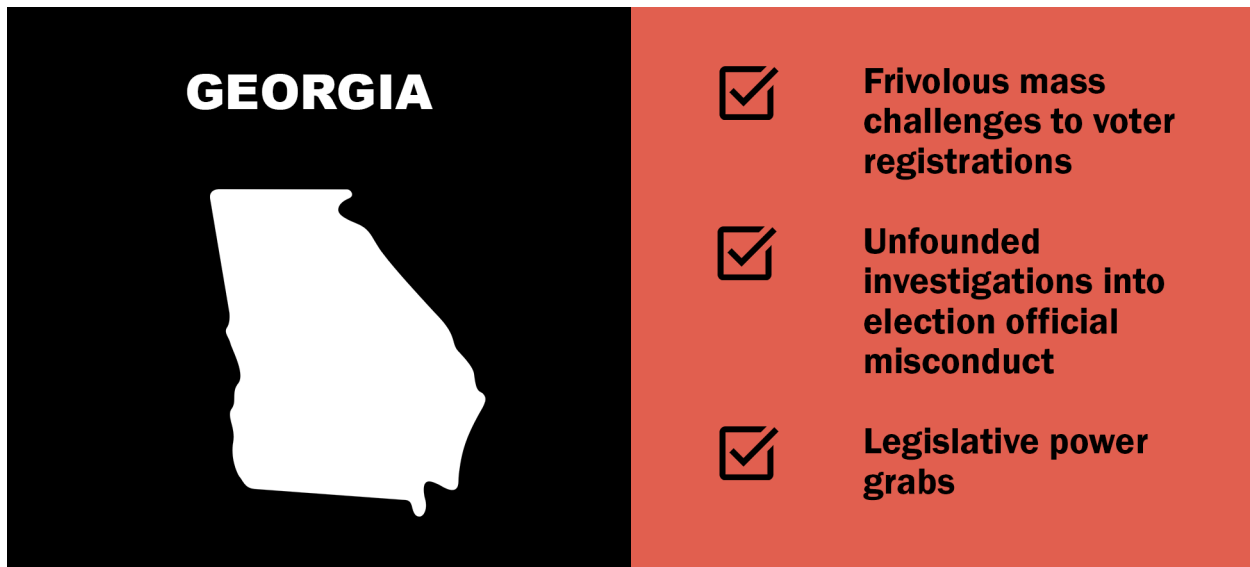 GEORGIA
Frivolous mass
challenges to voter
registrations
Unfounded
investigations into
election official
misconduct
Legislative power
grabs